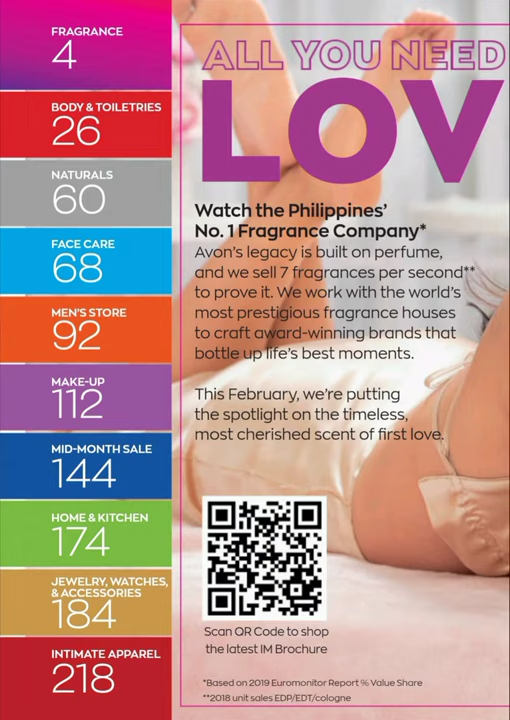 FRAGRANCE
4
BODY & TOILETRIES
26
NATURALS
60
FACE CARE
68
MEN'S STORE
92
MAKE-UP
112
MID-MONTH SALE
144
HOME & KITCHEN
174
JEWELRY, WATCHES,
& ACCESSORIES
184
INTIMATE APPAREL
218
ALL YOU NEED
LOV
Watch the Philippines'
No. 1 Fragrance Company*
Avon's legacy is built on perfume,
and we sell 7 fragrances per second**
to prove it. We work with the world's
most prestigious fragrance houses
to craft award-winning brands that
bottle up life's best moments.
This February, we're putting
the spotlight on the timeless,
most cherished scent of first love.
Scan QR Code to shop
the latest IM Brochure
*Based on 2019 Euromonitor Report % Value Share
**2018 unit sales EDP/EDT/cologne